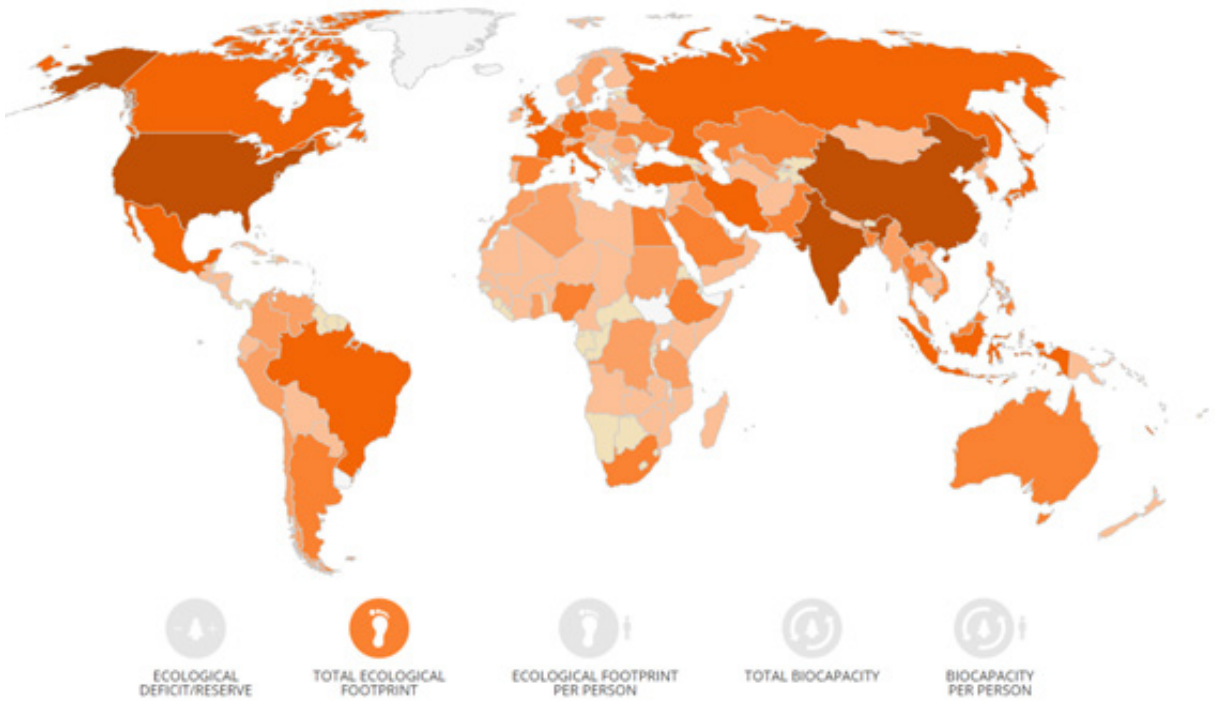 ECOLOGICAL
DEFICIT/RESERVE
TOTAL ECOLOGICAL
FOOTPRINT
ECOLOGICAL FOOTPRINT
PER PERSON
TOTAL BIOCAPACITY
BIOCAPACITY
PER PERSON